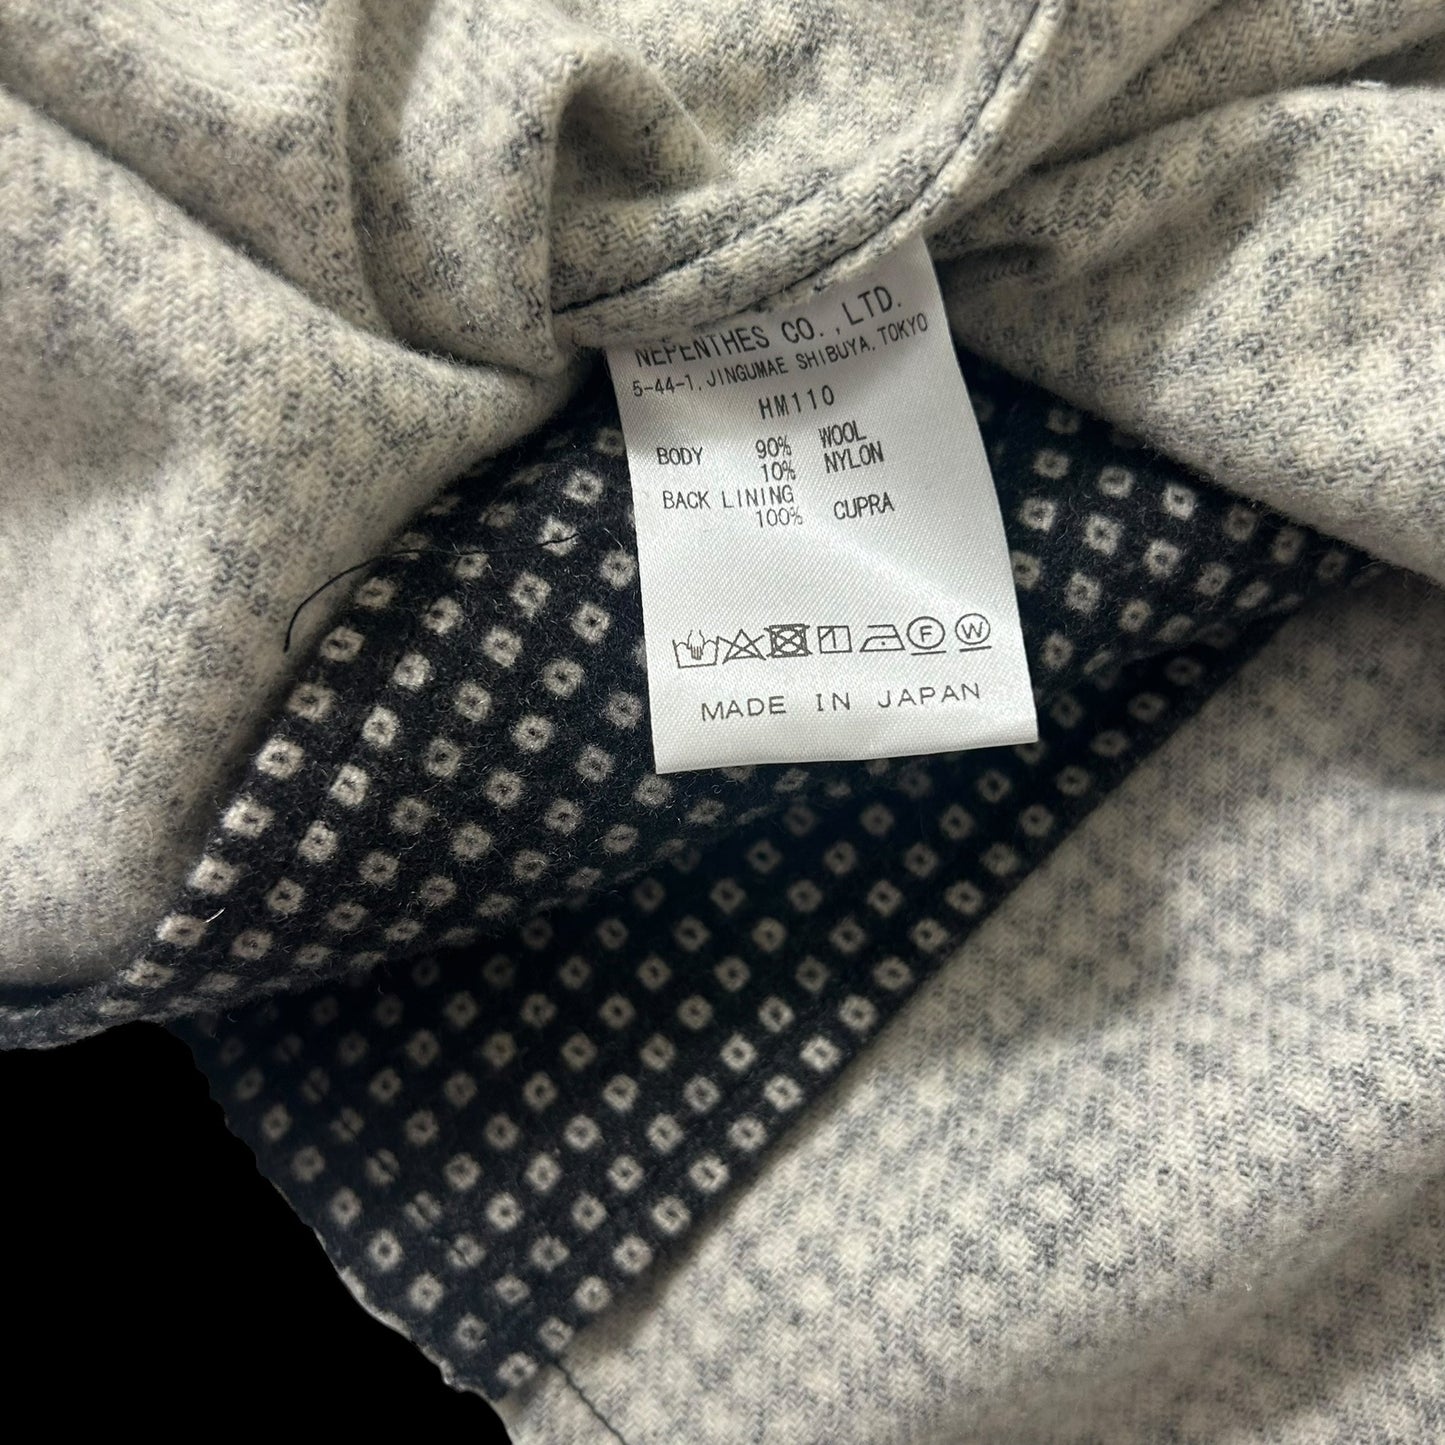 NEPENTHES CO.,LTD.
5-44-1, JINGUMAE SHIBUYA, TOKYO
HM110
BODY 90% WOOL
10% NYLON
BACK LINING
100% CUPRA
F W
MADE IN JAPAN